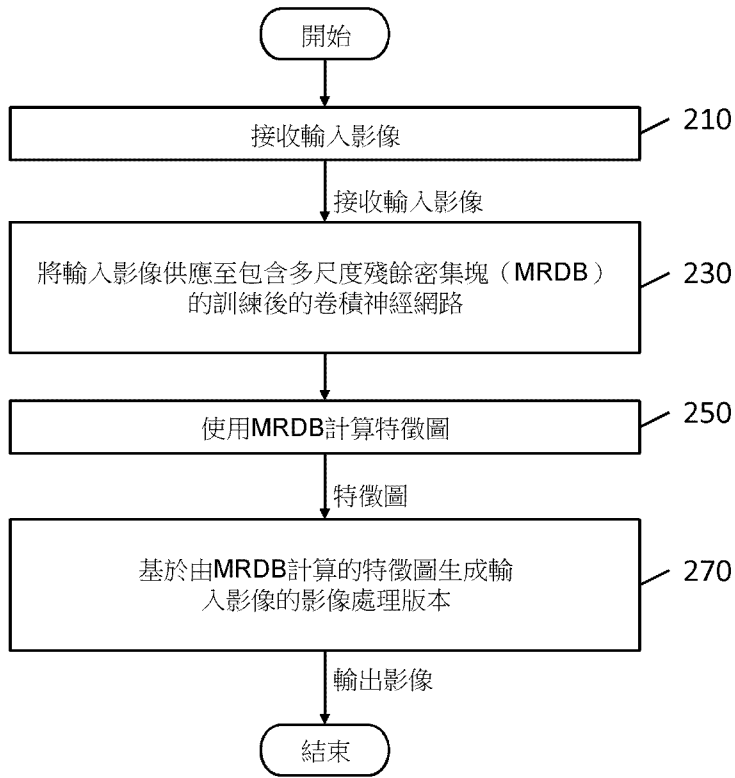 開始
接收輸入影像
210
接收輸入影像
將輸入影像供應至包含多尺度殘餘密集塊（MRDB）
的訓練後的卷積神經網路
230
使用MRDB計算特徵圖
250
特徵圖
基於由MRDB計算的特徵圖生成輸
入影像的影像處理版本
270
輸出影像
結束